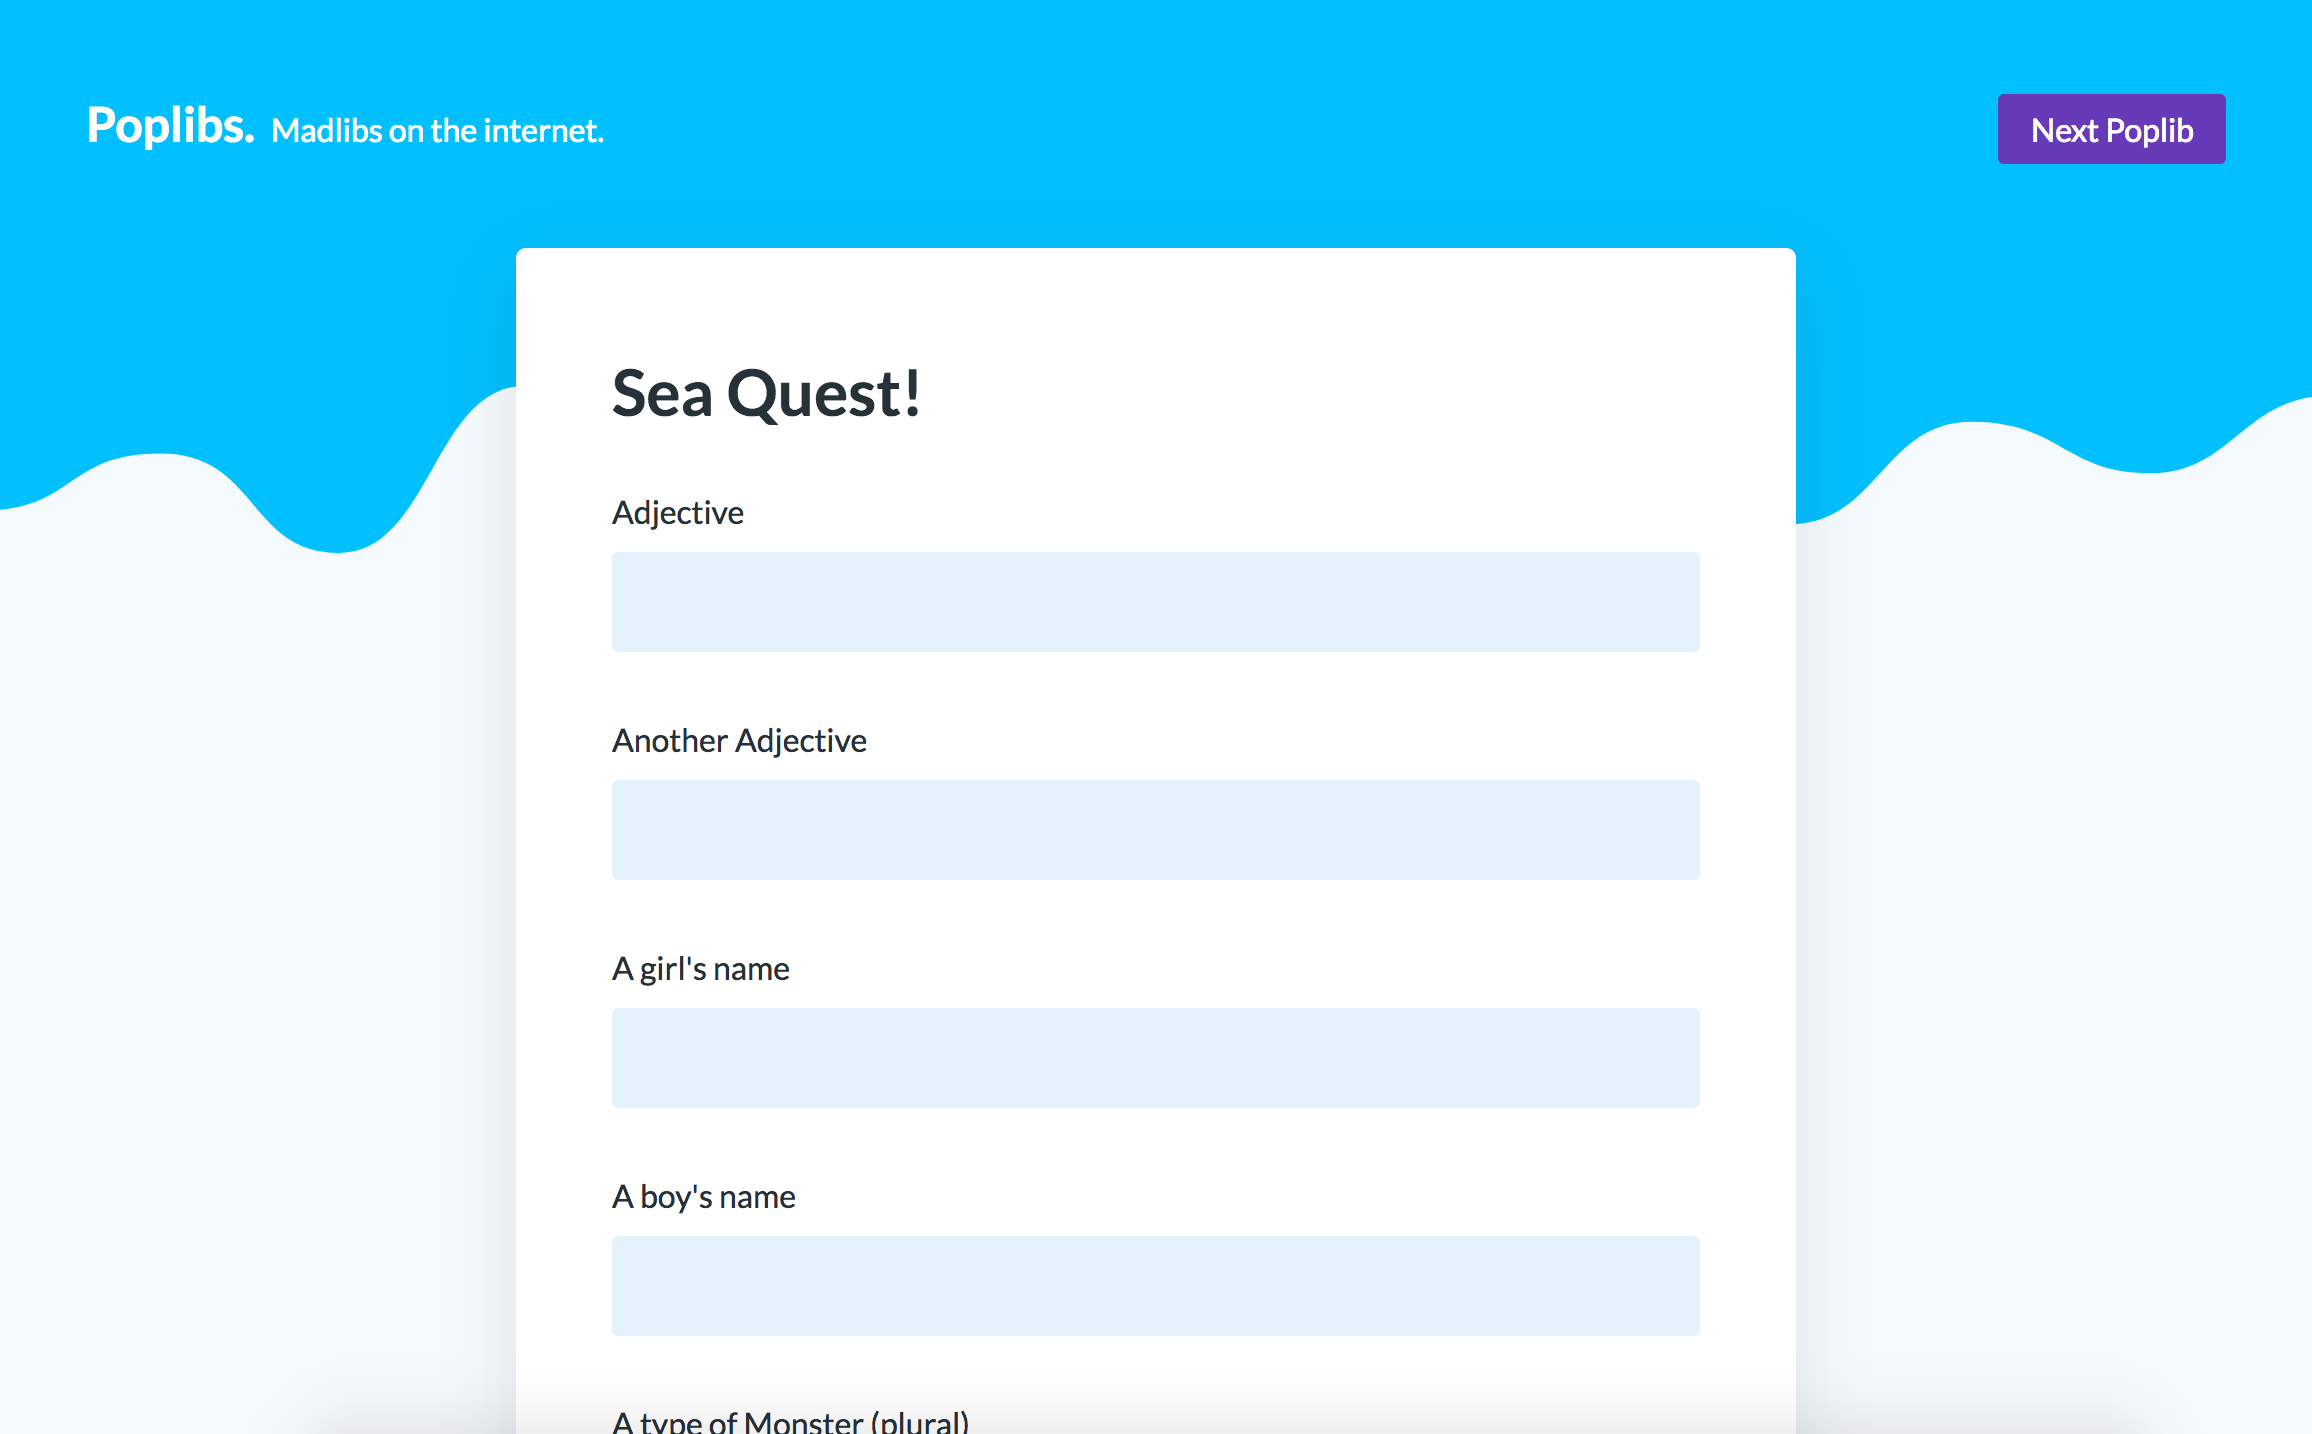 Poplibs. Madlibs on the internet.
Next Poplib
Sea Quest!
Adjective
Another Adjective
A girl's name
A boy's name
A type of Monster (plural)